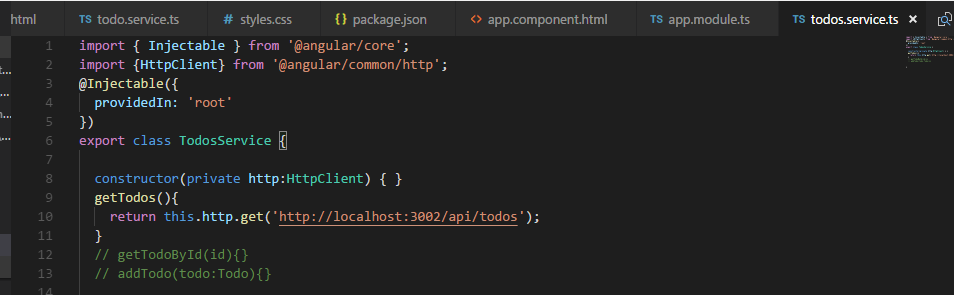 html TS todo.service.ts # styles.css {} package.json <> app.component.html TS app.module.ts TS todos.service.ts ×
1 import { Injectable } from '@angular/core';
2 import {HttpClient} from '@angular/common/http';
3 @Injectable({
4   providedIn: 'root'
5 })
6 export class TodosService {
7
8   constructor(private http:HttpClient) { }
9   getTodos(){
10     return this.http.get('http://localhost:3002/api/todos');
11   }
12   // getTodoById(id){}
13   // addTodo(todo:Todo){}
14